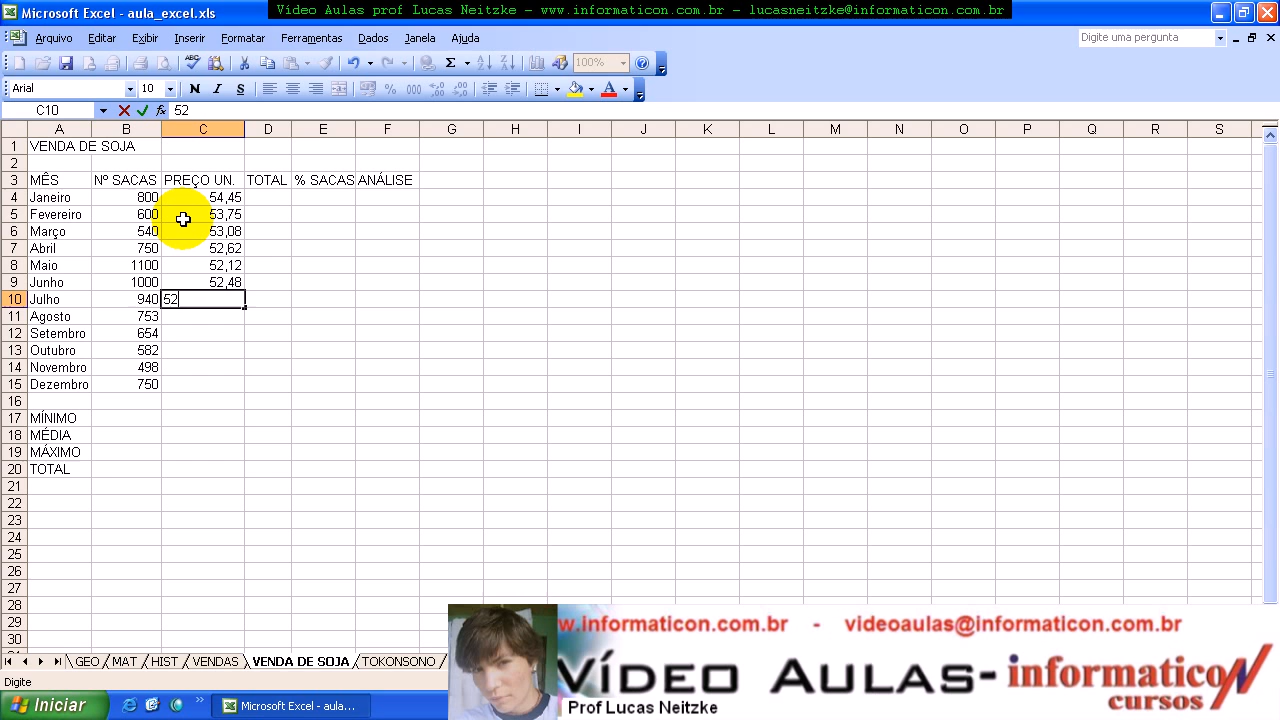 Microsoft Excel - aula_excel.xls
Vídeo Aulas prof Lucas Neitzke - www.informaticon.com.br - lucasneitzke@informaticon.com.br
Arquivo Editar Exibir Inserir Formatar Ferramentas Dados Janela Ajuda
Digite uma pergunta
100%
Arial 10 N I S
C10 fx 52
A B C D E F G H I J K L M N O P Q R S
1 VENDA DE SOJA
2
3 MÊS Nº SACAS PREÇO UN. TOTAL % SACAS ANÁLISE
4 Janeiro 800 54,45
5 Fevereiro 600 53,75
6 Março 540 53,08
7 Abril 750 52,62
8 Maio 1100 52,12
9 Junho 1000 52,48
10 Julho 940 52
11 Agosto 753
12 Setembro 654
13 Outubro 582
14 Novembro 498
15 Dezembro 750
16
17 MÍNIMO
18 MÉDIA
19 MÁXIMO
20 TOTAL
21
22
23
24
25
26
27
28
29
30
GEO MAT HIST VENDAS VENDA DE SOJA TOKONSONO
Digite
Iniciar
Microsoft Excel - aula...
w.informaticon.com.br - videoaulas@informaticon.com.br
VÍDEO AULAS- informaticon
cursos
Prof Lucas Neitzke